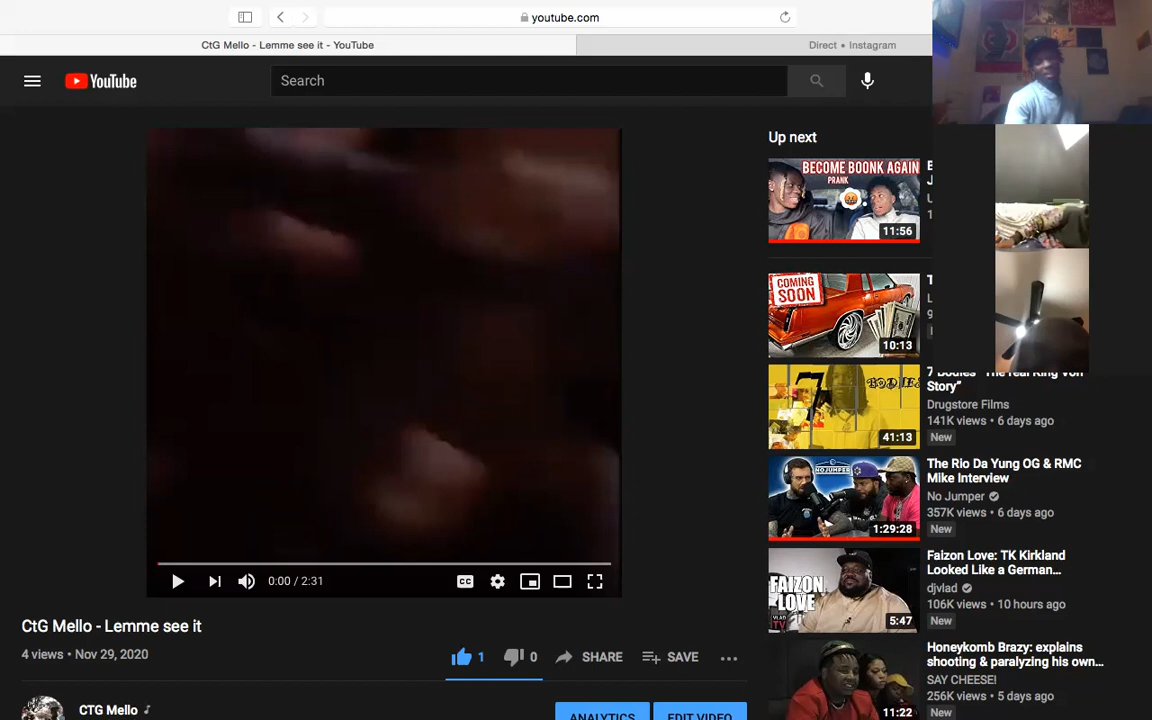 youtube.com
CtG Mello - Lemme see it - YouTube
Direct • Instagram
YouTube
Search
Up next
BECOME BOONK AGAIN
PRANK
11:56
COMING
SOON
10:13
7 Bodies "The real King Von
Story"
Drugstore Films
141K views • 6 days ago
New
BODIES
41:13
The Rio Da Yung OG & RMC
Mike Interview
No Jumper
357K views • 6 days ago
New
NOJUMPER
1:29:28
Faizon Love: TK Kirkland
Looked Like a German...
djvlad
106K views • 10 hours ago
New
FAIZON
LOVE
VLAD
TV
5:47
Honeykomb Brazy: explains
shooting & paralyzing his own...
SAY CHEESE!
256K views • 5 days ago
New
11:22
0:00 / 2:31
CC
CtG Mello - Lemme see it
4 views • Nov 29, 2020
1
0
SHARE
SAVE
CTG Mello
ANALYTICS
EDIT VIDEO